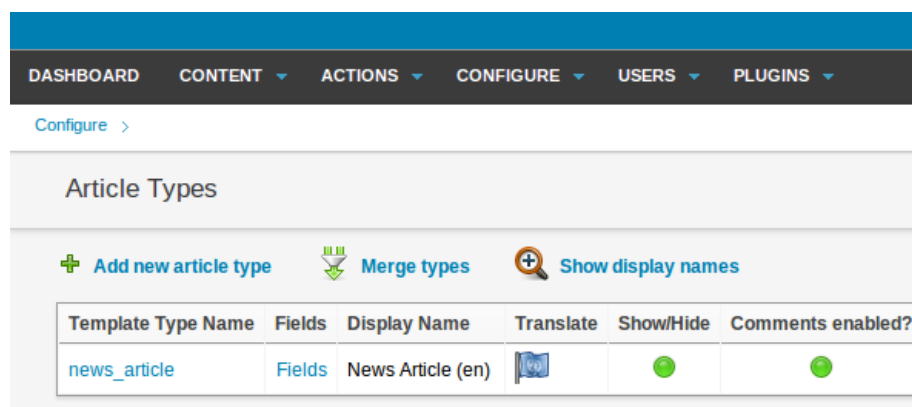 DASHBOARD CONTENT ACTIONS CONFIGURE USERS PLUGINS
Configure >
Article Types
Add new article type Merge types Show display names
Template Type Name Fields Display Name Translate Show/Hide Comments enabled?
news_article Fields News Article (en)